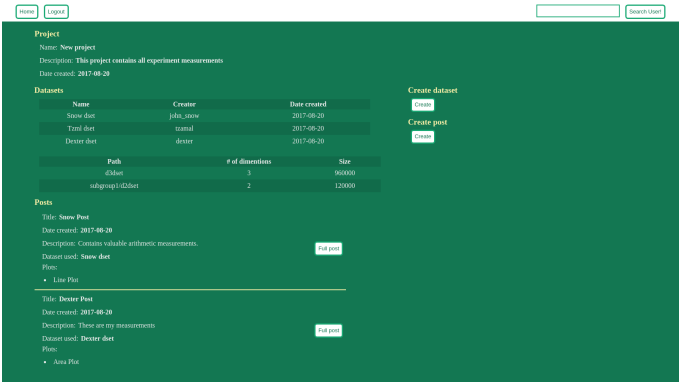 Home Logout Search User!
Project
Name: New project
Description: This project contains all experiment measurements
Date created: 2017-08-20
Datasets
Name Creator Date created
Snow dset john_snow 2017-08-20
Taml dset tzamal 2017-08-20
Dexter dset dexter 2017-08-20
Path # of dimentions Size
d3dset 3 960000
subgroup1/d2dset 2 120000
Create dataset
Create
Create post
Create
Posts
Title: Snow Post
Date created: 2017-08-20
Description: Contains valuable arithmetic measurements.
Full post
Dataset used: Snow dset
Plots:
• Line Plot
Title: Dexter Post
Date created: 2017-08-20
Description: These are my measurements
Full post
Dataset used: Dexter dset
Plots:
• Area Plot